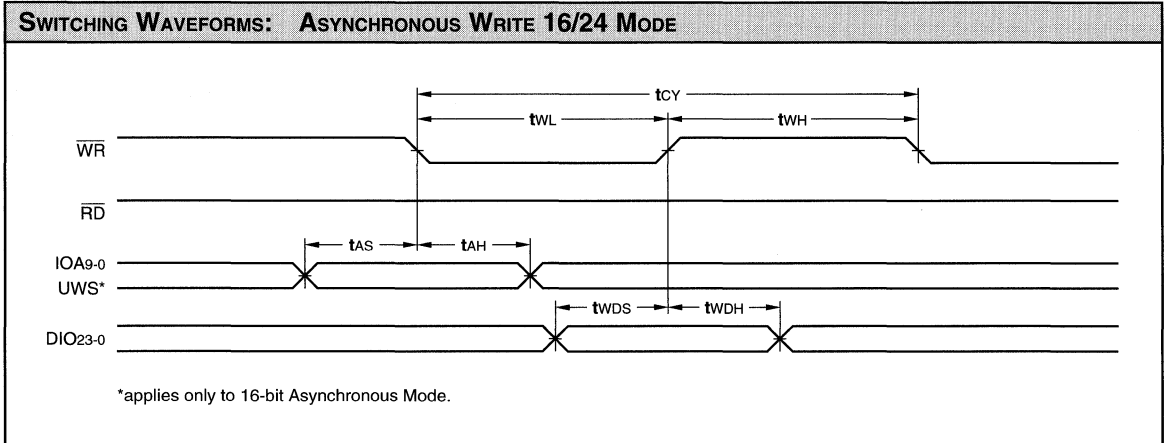 SWITCHING WAVEFORMS: ASYNCHRONOUS WRITE 16/24 MODE
tCY
tWL tWH
WR
RD
tAS tAH
IOA9-0
UWS*
tWDS tWDH
DIO23-0
*applies only to 16-bit Asynchronous Mode.